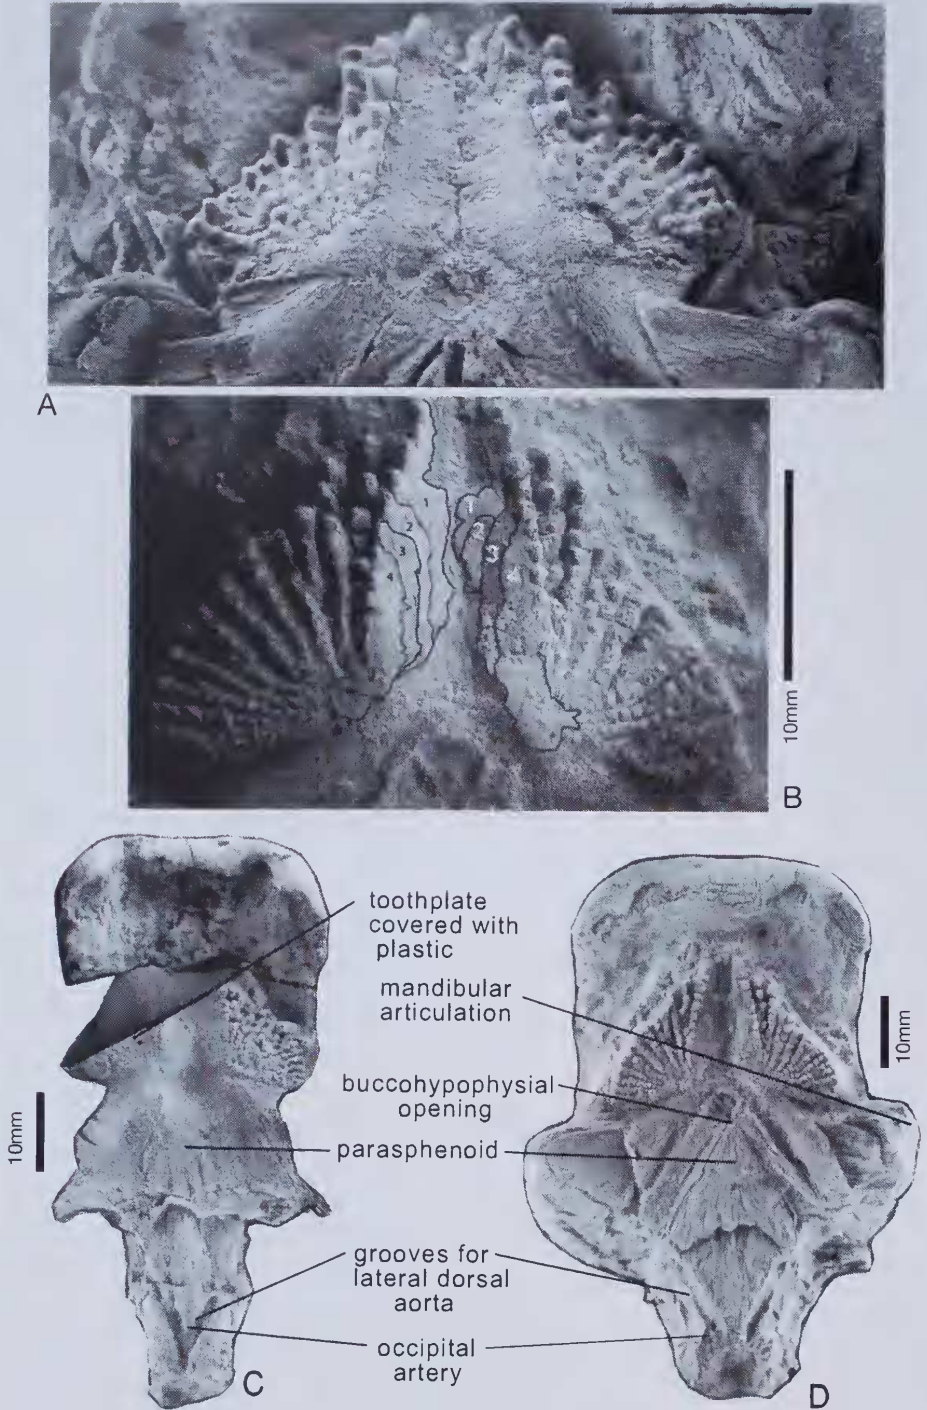 A
1
2
3
4
1
2
3
4
10mm
B
toothplate
covered with
plastic
mandibular
articulation
10mm
buccohypophysial
opening
10mm
parasphenoid
grooves for
lateral dorsal
aorta
occipital
artery
C
D